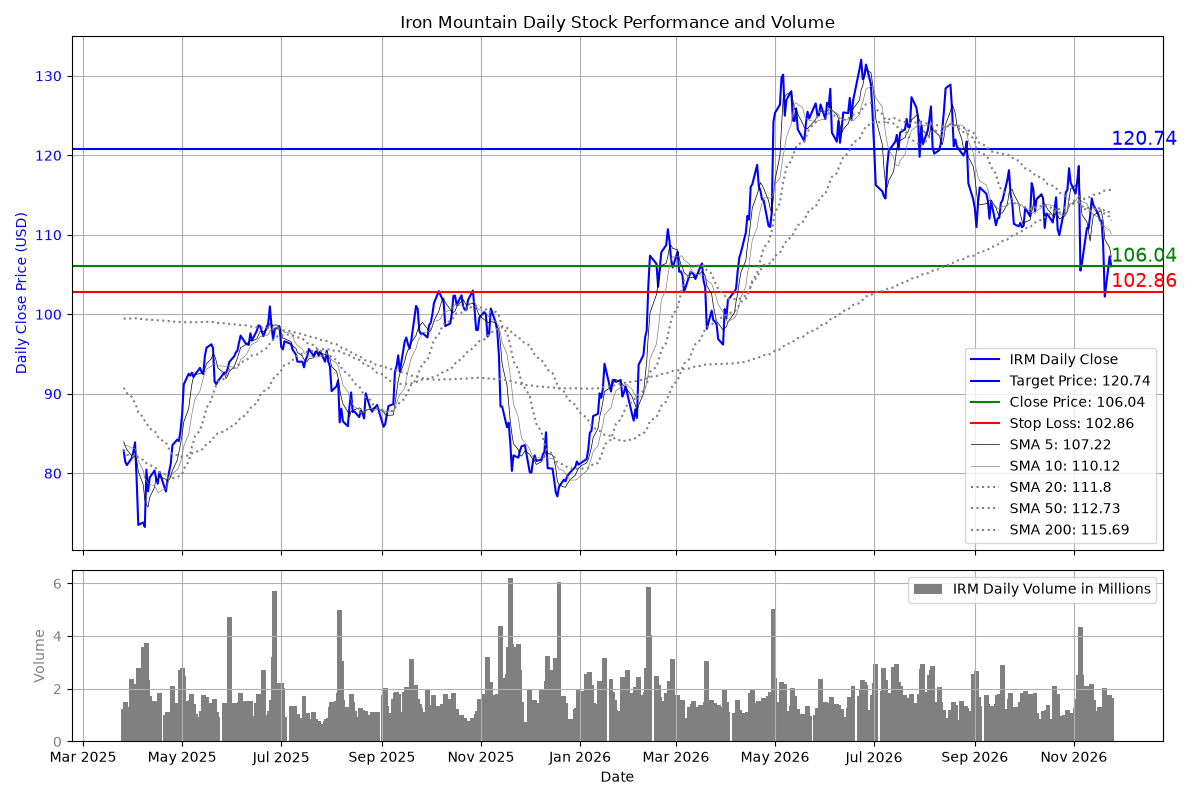 Iron Mountain Daily Stock Performance and Volume
Daily Close Price (USD)
130
120
110
100
90
80
120.74
106.04
102.86
IRM Daily Close
Target Price: 120.74
Close Price: 106.04
Stop Loss: 102.86
SMA 5: 107.22
SMA 10: 110.12
SMA 20: 111.8
SMA 50: 112.73
SMA 200: 115.69
Volume
6
4
2
0
IRM Daily Volume in Millions
Mar 2025 May 2025 Jul 2025 Sep 2025 Nov 2025 Jan 2026 Mar 2026 May 2026 Jul 2026 Sep 2026 Nov 2026
Date